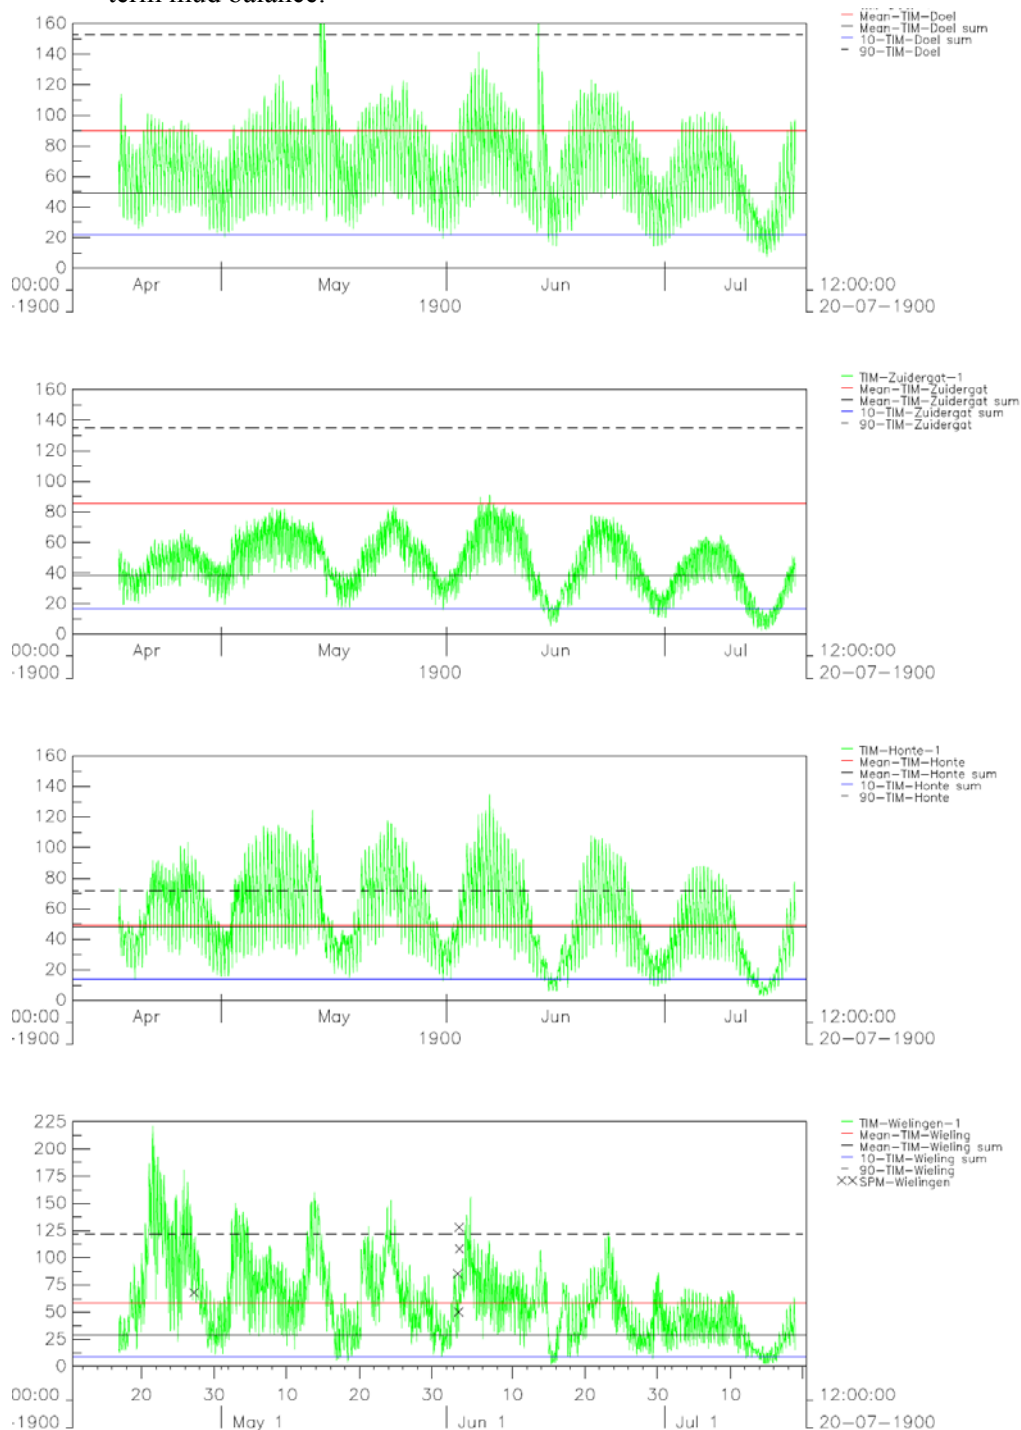 term mud balance.
Mean-TIM-Doel
Mean-TIM-Doel sum
10-TIM-Doel sum
90-TIM-Doel
160
140
120
100
80
60
40
20
0
00:00
-1900
Apr
May
Jun
Jul
1900
12:00:00
20-07-1900
TIM-Zuidergat-1
Mean-TIM-Zuidergat
Mean-TIM-Zuidergat sum
10-TIM-Zuidergat sum
90-TIM-Zuidergat
160
140
120
100
80
60
40
20
0
00:00
-1900
Apr
May
Jun
Jul
1900
12:00:00
20-07-1900
TIM-Honte-1
Mean-TIM-Honte
Mean-TIM-Honte sum
10-TIM-Honte sum
90-TIM-Honte
160
140
120
100
80
60
40
20
0
00:00
-1900
Apr
May
Jun
Jul
1900
12:00:00
20-07-1900
TIM-Wielingen-1
Mean-TIM-Wieling
Mean-TIM-Wieling sum
10-TIM-Wieling sum
90-TIM-Wieling
SPM-Wielingen
225
200
175
150
125
100
75
50
25
0
20 30 10 20 30 10 20 30 10
00:00
-1900
May 1
Jun 1
Jul 1
12:00:00
20-07-1900